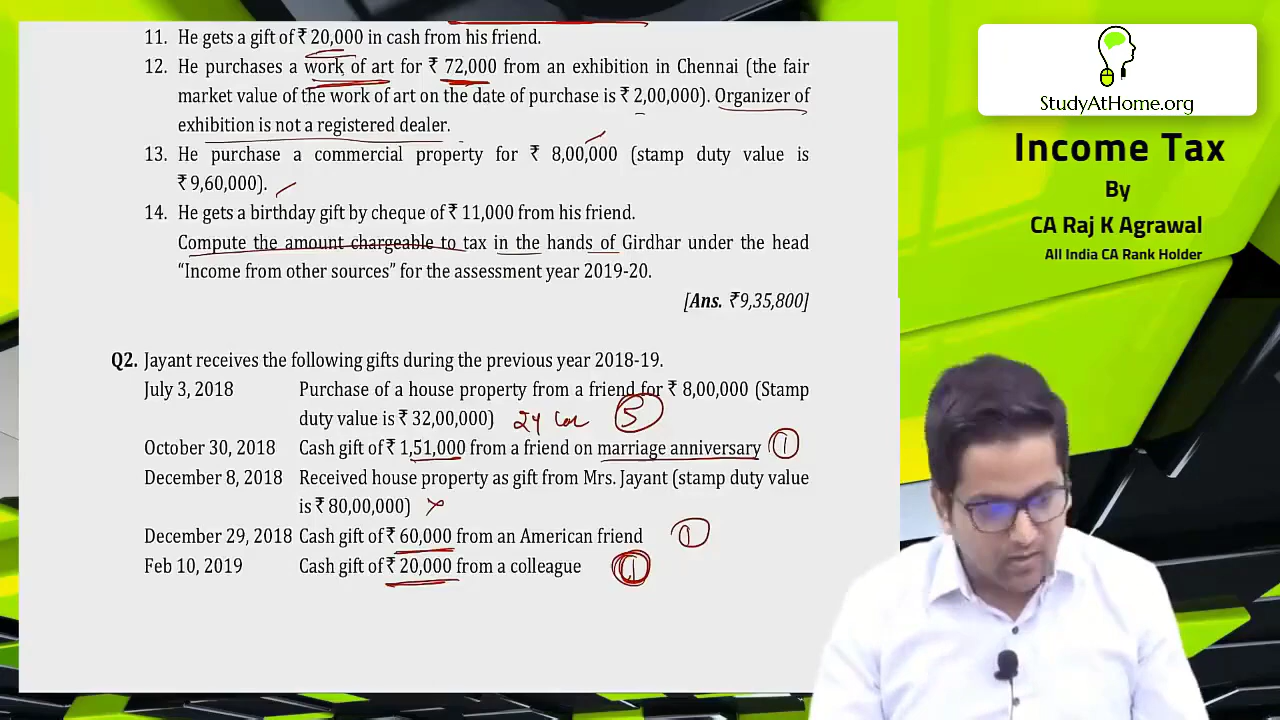 11. He gets a gift of ₹ 20,000 in cash from his friend.
12. He purchases a work of art for ₹ 72,000 from an exhibition in Chennai (the fair
market value of the work of art on the date of purchase is ₹ 2,00,000). Organizer of
exhibition is not a registered dealer.
13. He purchase a commercial property for ₹ 8,00,000 (stamp duty value is
₹ 9,60,000).
14. He gets a birthday gift by cheque of ₹ 11,000 from his friend.
Compute the amount chargeable to tax in the hands of Girdhar under the head
“Income from other sources” for the assessment year 2019-20.
[Ans. ₹9,35,800]
Q2. Jayant receives the following gifts during the previous year 2018-19.
July 3, 2018 Purchase of a house property from a friend for ₹ 8,00,000 (Stamp
duty value is ₹ 32,00,000) 24 Lac 5
October 30, 2018 Cash gift of ₹ 1,51,000 from a friend on marriage anniversary 1
December 8, 2018 Received house property as gift from Mrs. Jayant (stamp duty value
is ₹ 80,00,000) ×
December 29, 2018 Cash gift of ₹ 60,000 from an American friend 1
Feb 10, 2019 Cash gift of ₹ 20,000 from a colleague 1
StudyAtHome.org
Income Tax
By
CA Raj K Agrawal
All India CA Rank Holder